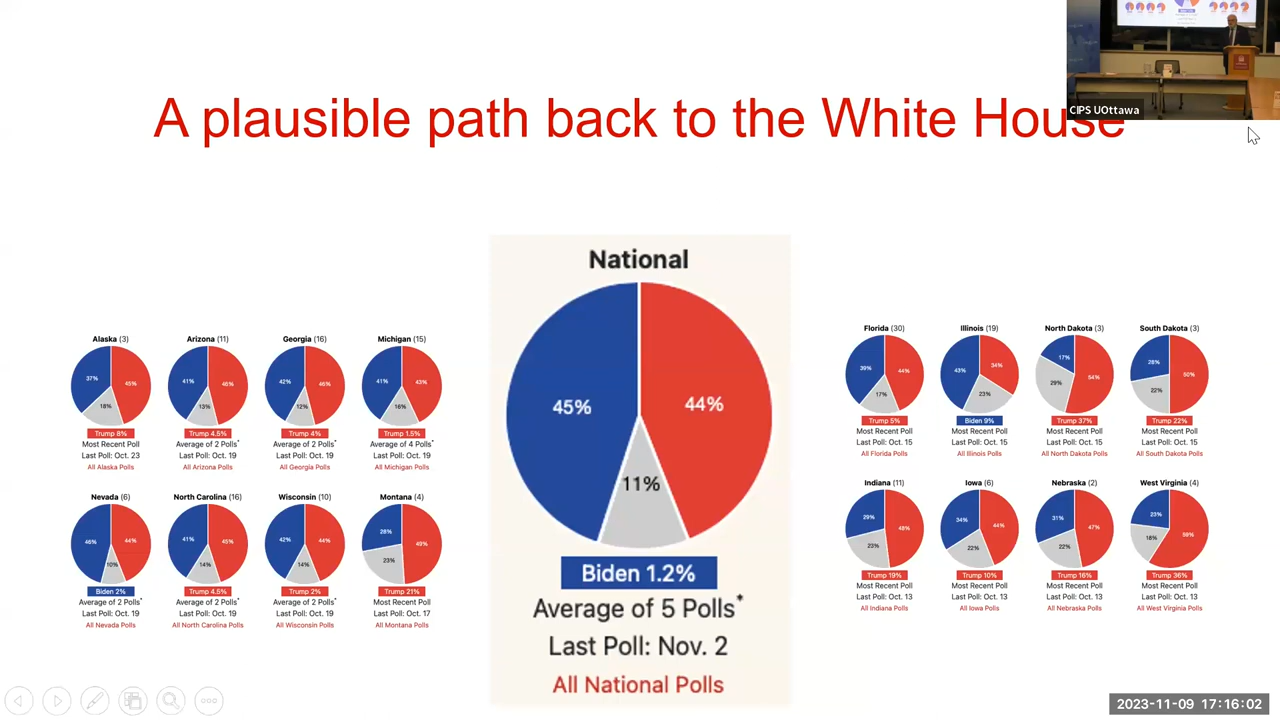 A plausible path back to the White House
CIPS UOttawa
National
45%
44%
11%
Biden 1.2%
Average of 5 Polls*
Last Poll: Nov. 2
All National Polls
Alaska (3)
37%
45%
18%
Trump 8%
Most Recent Poll
Last Poll: Oct. 23
All Alaska Polls
Arizona (11)
41%
46%
13%
Trump 4.5%
Average of 2 Polls*
Last Poll: Oct. 19
All Arizona Polls
Georgia (16)
42%
46%
12%
Trump 4%
Average of 2 Polls*
Last Poll: Oct. 19
All Georgia Polls
Michigan (15)
41%
43%
16%
Trump 1.5%
Average of 4 Polls*
Last Poll: Oct. 19
All Michigan Polls
Nevada (6)
46%
44%
10%
Biden 2%
Average of 2 Polls*
Last Poll: Oct. 19
All Nevada Polls
North Carolina (16)
41%
45%
14%
Trump 4.5%
Average of 2 Polls*
Last Poll: Oct. 19
All North Carolina Polls
Wisconsin (10)
42%
44%
14%
Trump 2%
Average of 2 Polls*
Last Poll: Oct. 19
All Wisconsin Polls
Montana (4)
28%
49%
23%
Trump 21%
Most Recent Poll
Last Poll: Oct. 17
All Montana Polls
Florida (30)
39%
44%
17%
Trump 5%
Most Recent Poll
Last Poll: Oct. 15
All Florida Polls
Illinois (19)
43%
34%
23%
Biden 9%
Most Recent Poll
Last Poll: Oct. 15
All Illinois Polls
North Dakota (3)
17%
54%
29%
Trump 37%
Most Recent Poll
Last Poll: Oct. 15
All North Dakota Polls
South Dakota (3)
28%
50%
22%
Trump 22%
Most Recent Poll
Last Poll: Oct. 15
All South Dakota Polls
Indiana (11)
29%
48%
23%
Trump 19%
Most Recent Poll
Last Poll: Oct. 13
All Indiana Polls
Iowa (6)
34%
44%
22%
Trump 10%
Most Recent Poll
Last Poll: Oct. 13
All Iowa Polls
Nebraska (2)
31%
47%
22%
Trump 16%
Most Recent Poll
Last Poll: Oct. 13
All Nebraska Polls
West Virginia (4)
23%
59%
18%
Trump 36%
Most Recent Poll
Last Poll: Oct. 13
All West Virginia Polls
2023-11-09 17:16:02